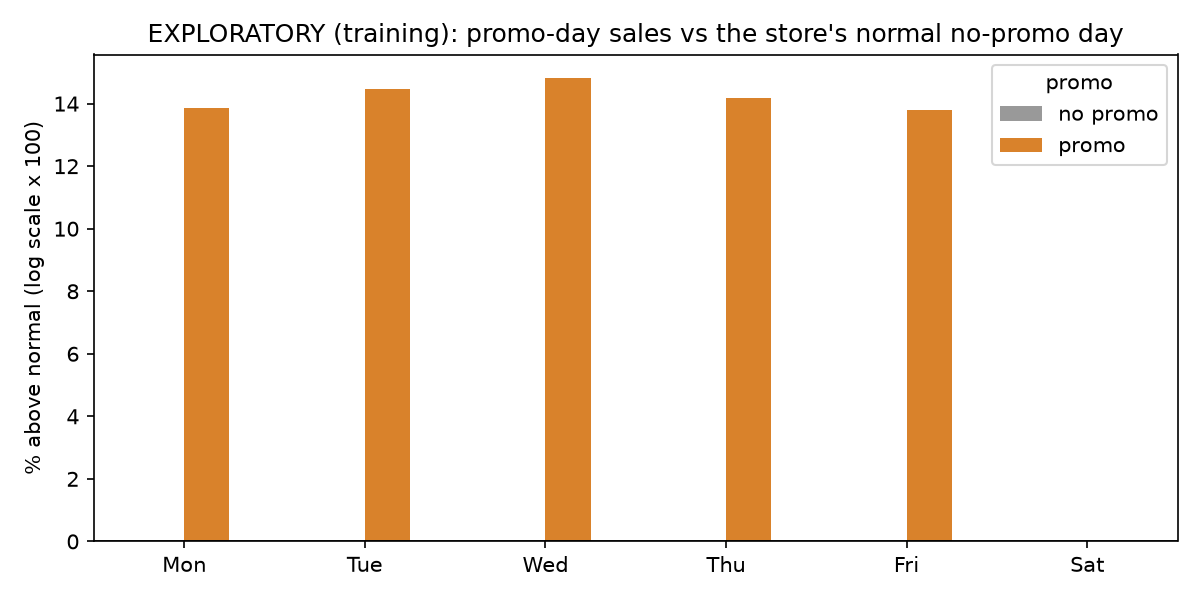 EXPLORATORY (training): promo-day sales vs the store's normal no-promo day
% above normal (log scale x 100)
14
12
10
8
6
4
2
0
Mon Tue Wed Thu Fri Sat
promo
no promo
promo